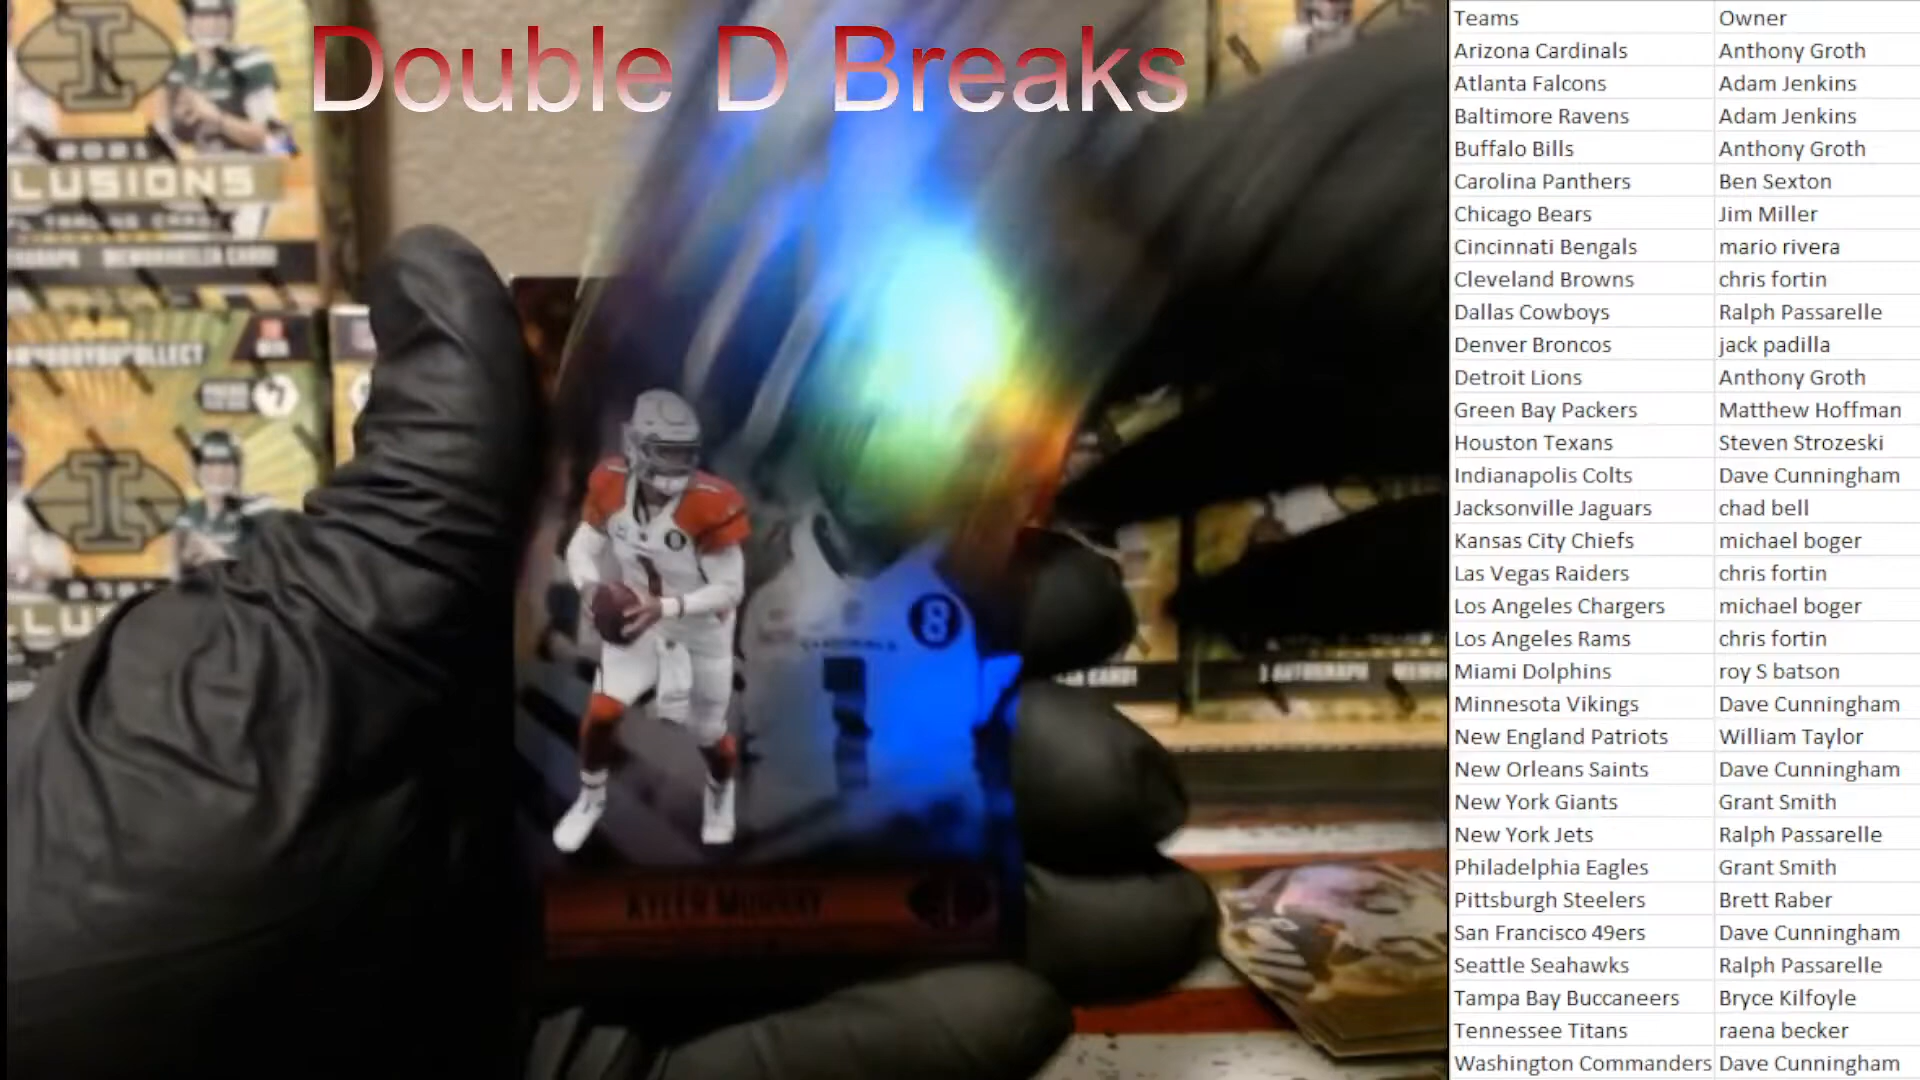 Double D Breaks
2021
LUSIONS
KYLER MURRAY
8
1
Teams Owner
Arizona Cardinals Anthony Groth
Atlanta Falcons Adam Jenkins
Baltimore Ravens Adam Jenkins
Buffalo Bills Anthony Groth
Carolina Panthers Ben Sexton
Chicago Bears Jim Miller
Cincinnati Bengals mario rivera
Cleveland Browns chris fortin
Dallas Cowboys Ralph Passarelle
Denver Broncos jack padilla
Detroit Lions Anthony Groth
Green Bay Packers Matthew Hoffman
Houston Texans Steven Strozeski
Indianapolis Colts Dave Cunningham
Jacksonville Jaguars chad bell
Kansas City Chiefs michael boger
Las Vegas Raiders chris fortin
Los Angeles Chargers michael boger
Los Angeles Rams chris fortin
Miami Dolphins roy S batson
Minnesota Vikings Dave Cunningham
New England Patriots William Taylor
New Orleans Saints Dave Cunningham
New York Giants Grant Smith
New York Jets Ralph Passarelle
Philadelphia Eagles Grant Smith
Pittsburgh Steelers Brett Raber
San Francisco 49ers Dave Cunningham
Seattle Seahawks Ralph Passarelle
Tampa Bay Buccaneers Bryce Kilfoyle
Tennessee Titans raena becker
Washington Commanders Dave Cunningham